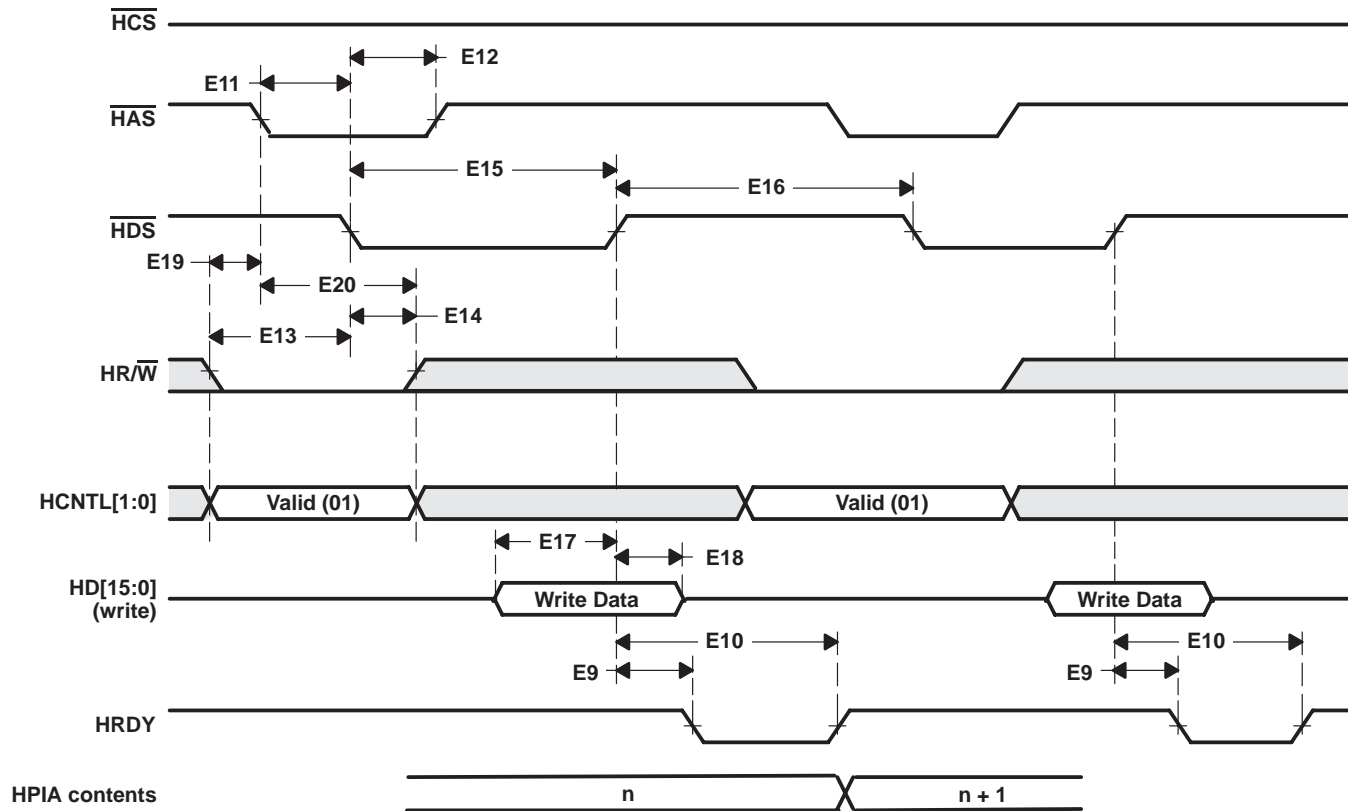 HCS
E12
E11
HAS
E15
E16
HDS
E19
E20
E14
E13
HR/W
HCNTL[1:0]
Valid (01)
Valid (01)
E17
E18
HD[15:0]
(write)
Write Data
Write Data
E10
E10
E9
E9
HRDY
HPIA contents
n
n + 1